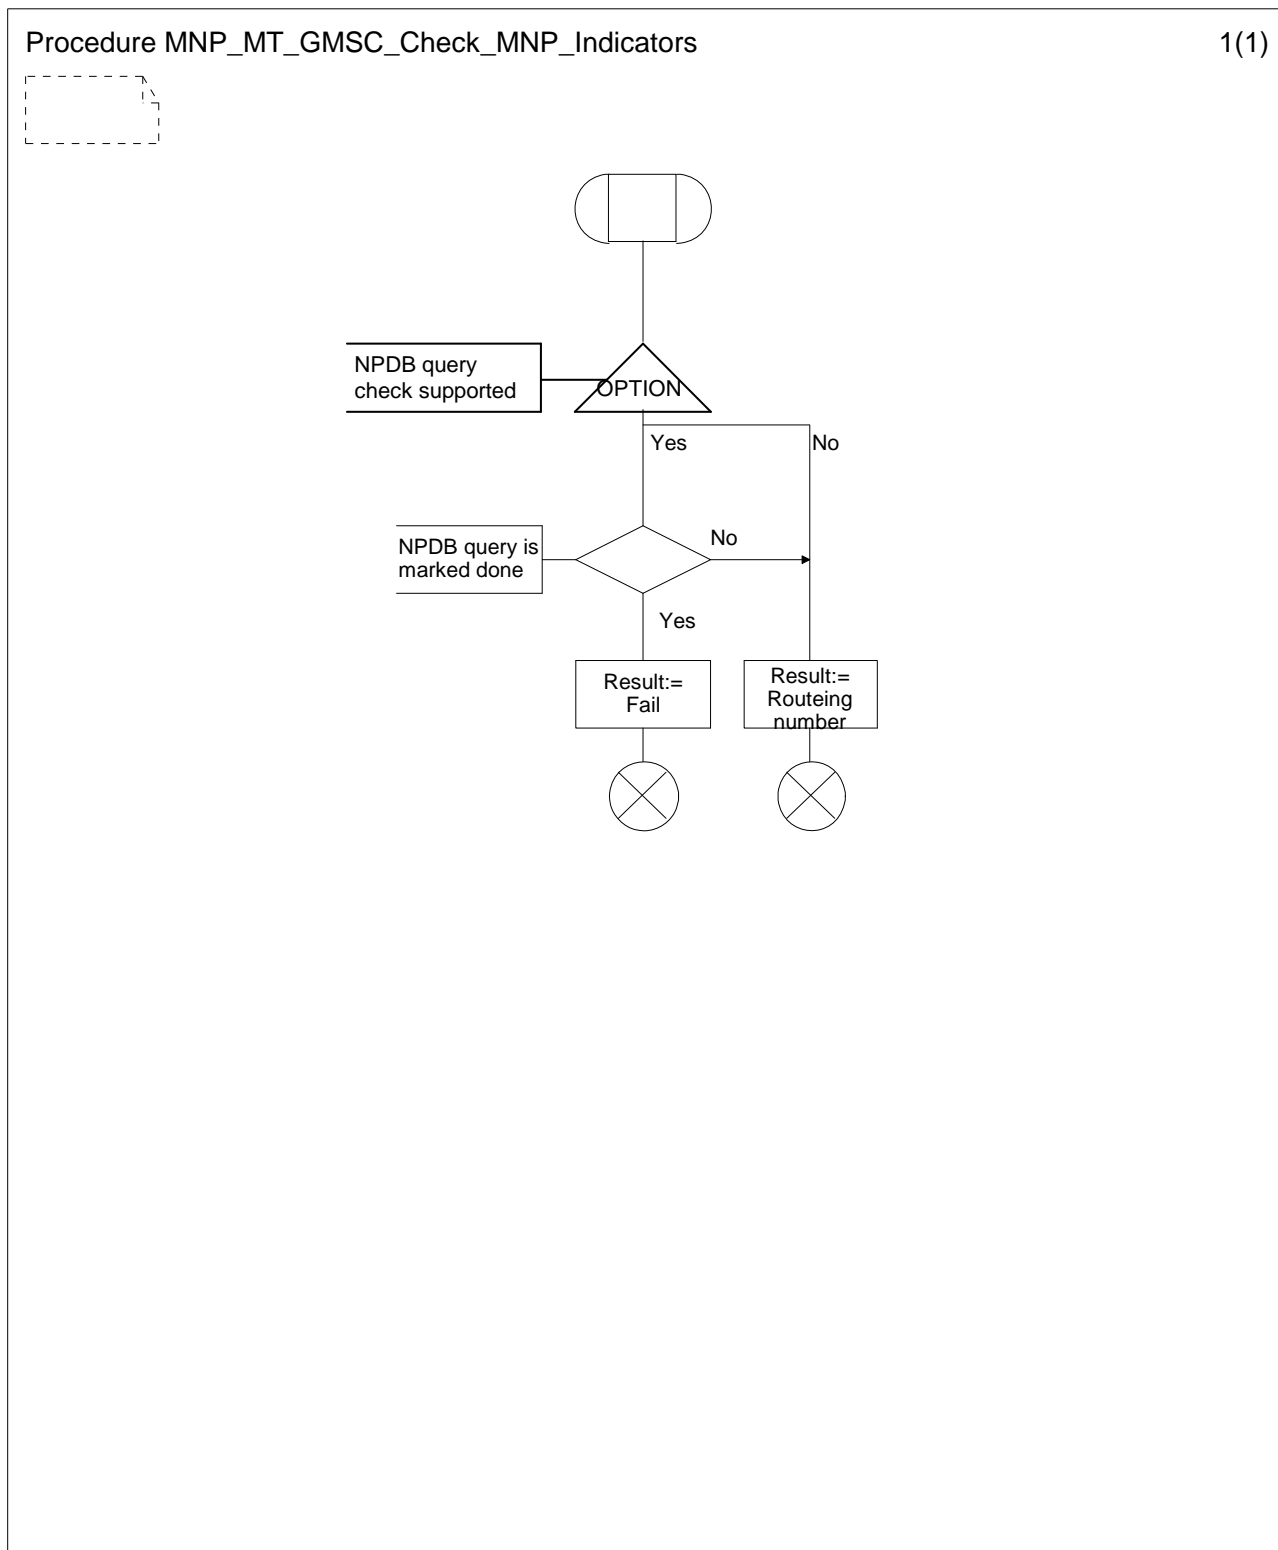 Procedure MNP_MT_GMSC_Check_MNP_Indicators
1(1)
NPDB query
check supported
OPTION
Yes
No
NPDB query is
marked done
No
Yes
Result:=
Fail
Result:=
Routeing
number